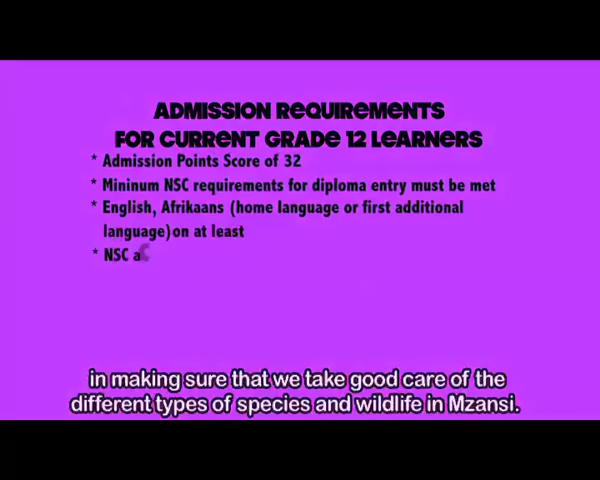 ADMISSION REQUIREMENTS
FOR CURRENT GRADE 12 LEARNERS
* Admission Points Score of 32
* Mininum NSC requirements for diploma entry must be met
* English, Afrikaans (home language or first additional
language)on at least
* NSC ac
in making sure that we take good care of the
different types of species and wildlife in Mzansi.